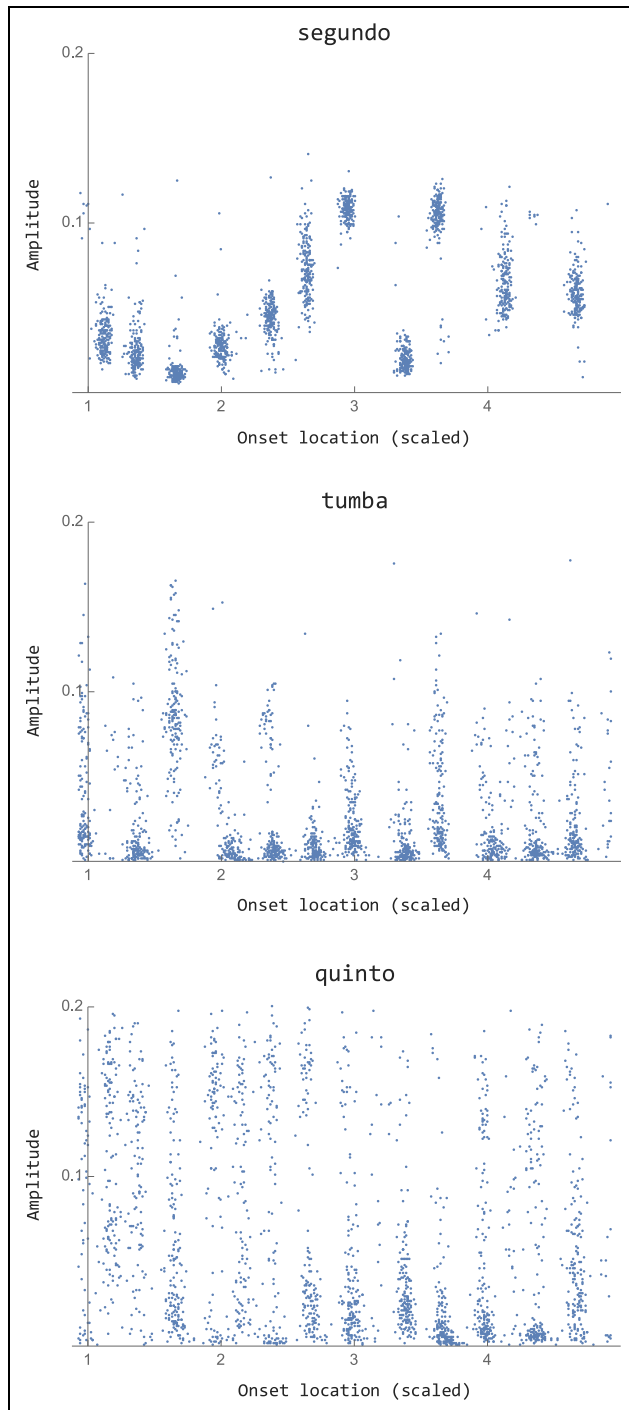 segundo
0.2
0.1
Amplitude
1 2 3 4
Onset location (scaled)
tumba
0.2
0.1
Amplitude
1 2 3 4
Onset location (scaled)
quinto
0.2
0.1
Amplitude
1 2 3 4
Onset location (scaled)